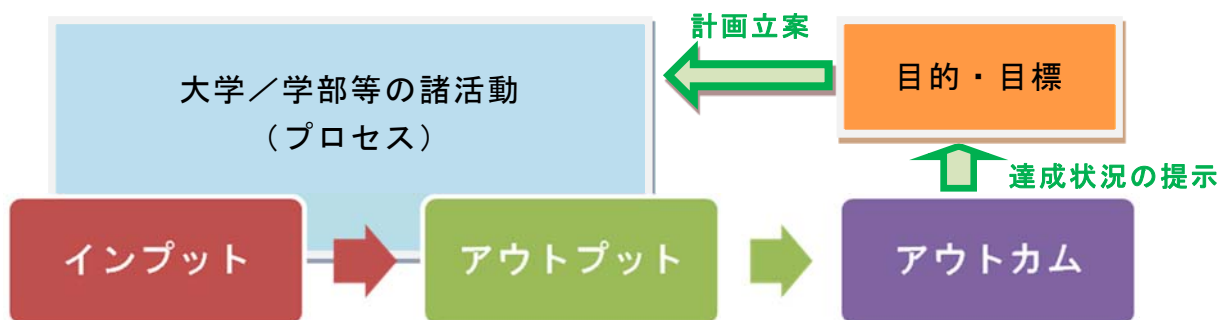 計画立案
大学／学部等の諸活動
（プロセス）
目的・目標
達成状況の提示
インプット
アウトプット
アウトカム